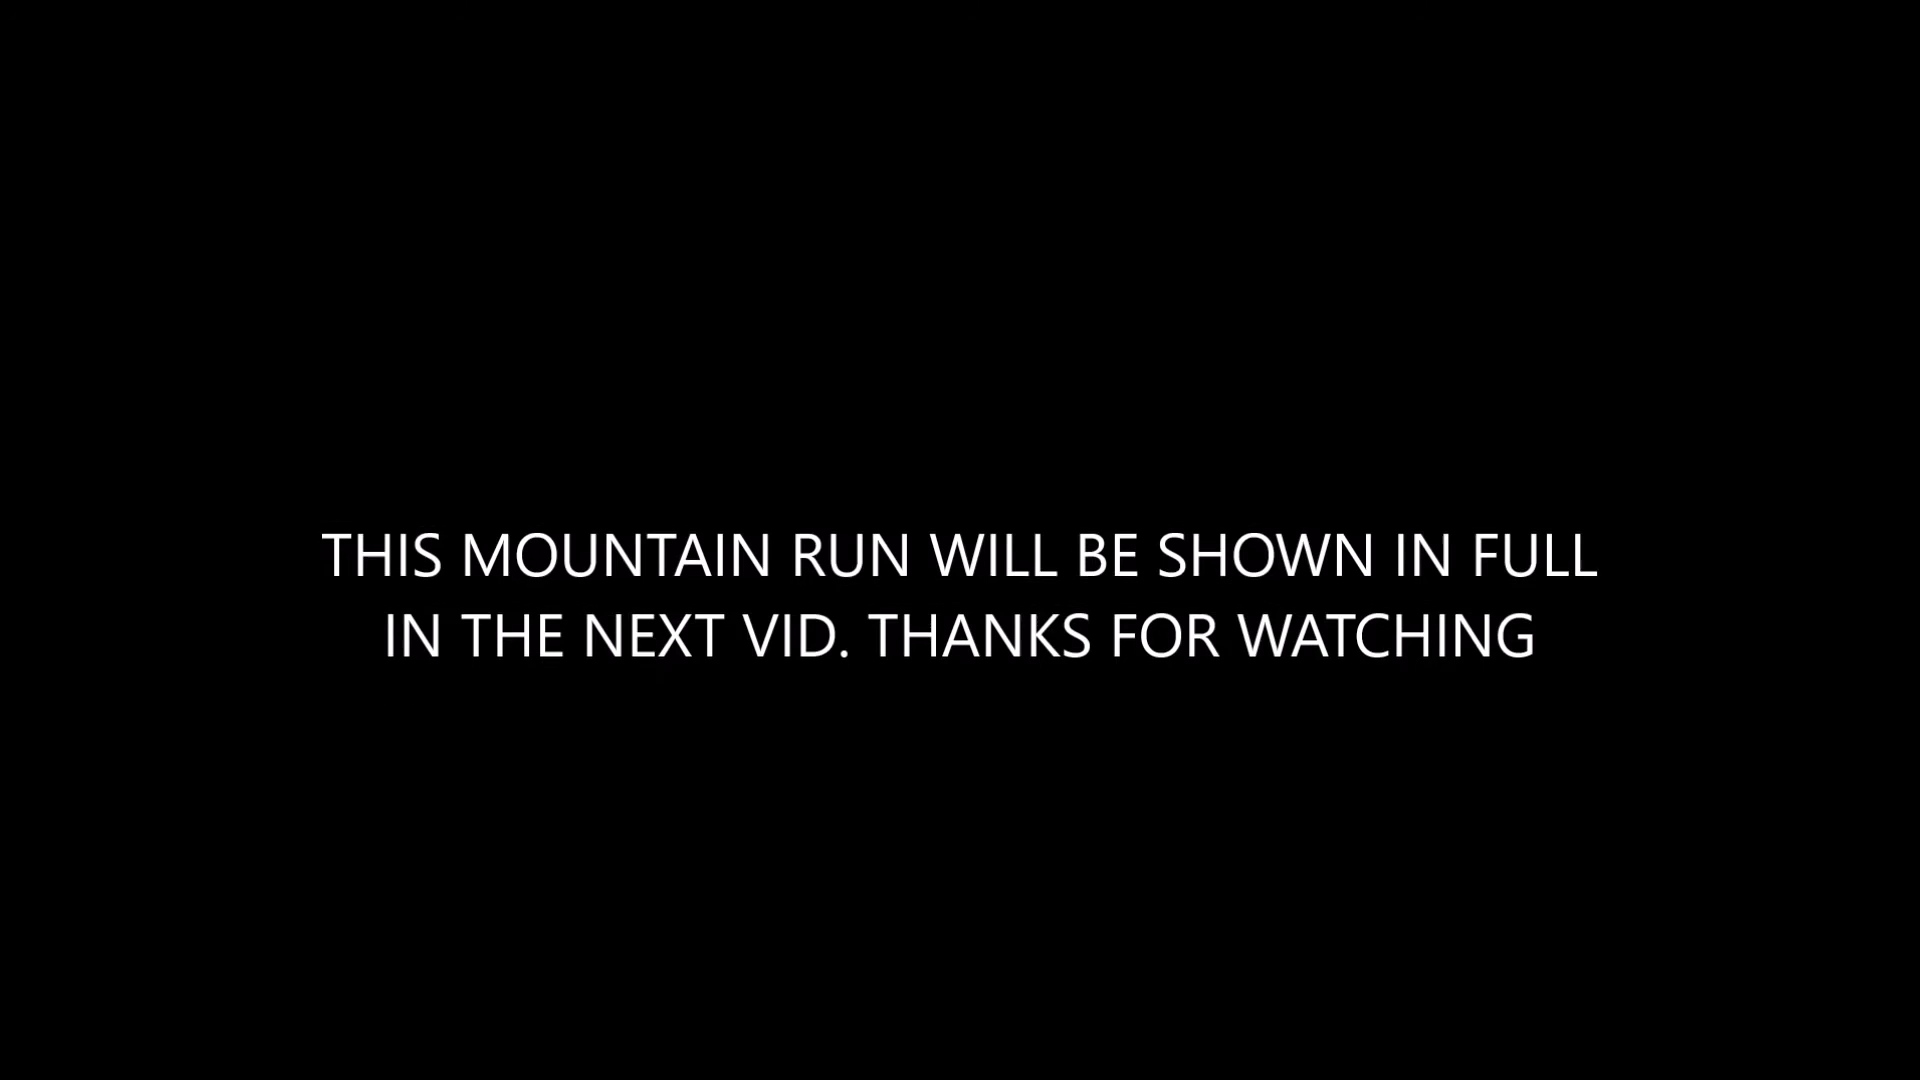 THIS MOUNTAIN RUN WILL BE SHOWN IN FULL
IN THE NEXT VID. THANKS FOR WATCHING